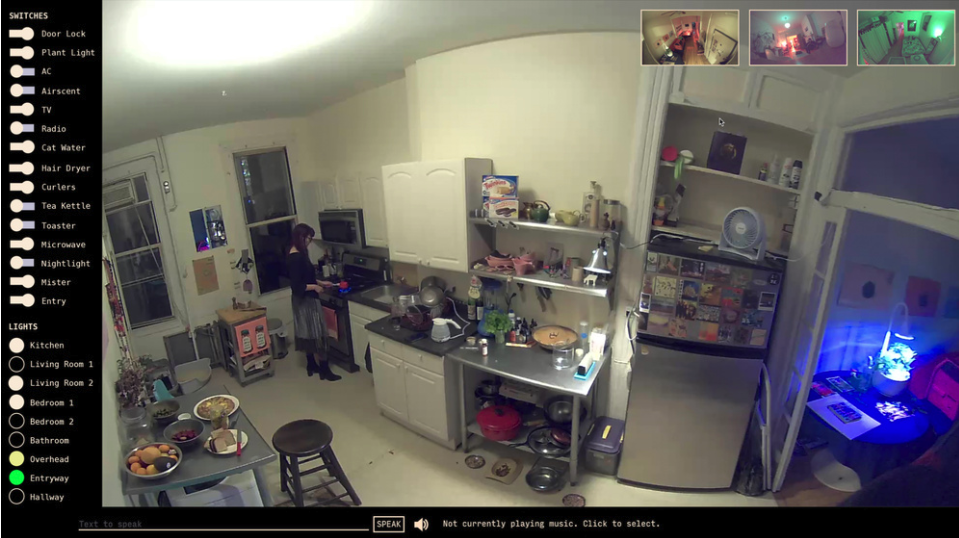 SWITCHES
Door Lock
Plant Light
AC
Airscent
TV
Radio
Cat Water
Hair Dryer
Curlers
Tea Kettle
Toaster
Microwave
Nightlight
Mister
Entry
LIGHTS
Kitchen
Living Room 1
Living Room 2
Bedroom 1
Bedroom 2
Bathroom
Overhead
Entryway
Hallway
Text to speak
SPEAK
Not currently playing music. Click to select.